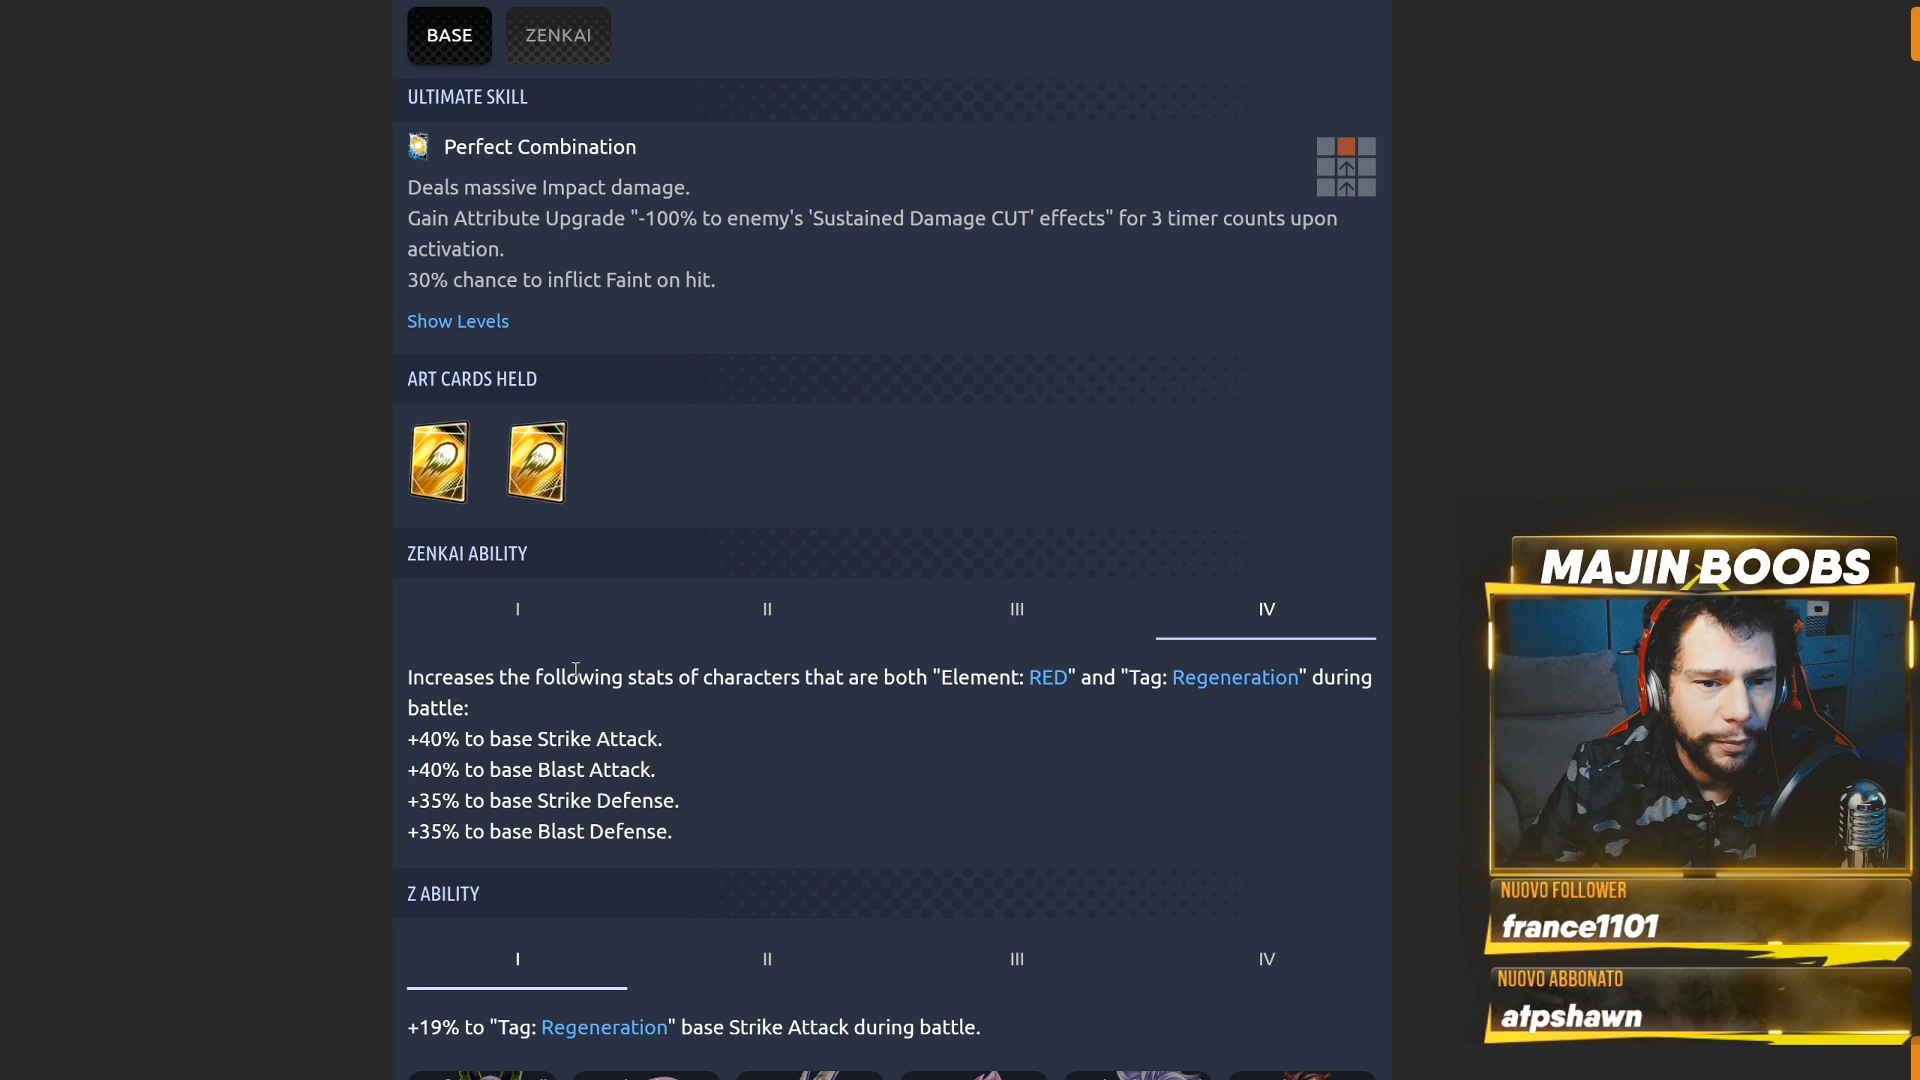 BASE
ZENKAI
ULTIMATE SKILL
Perfect Combination
Deals massive Impact damage.
Gain Attribute Upgrade "-100% to enemy's 'Sustained Damage CUT' effects" for 3 timer counts upon
activation.
30% chance to inflict Faint on hit.
Show Levels
ART CARDS HELD
ZENKAI ABILITY
I II III IV
Increases the following stats of characters that are both "Element: RED" and "Tag: Regeneration" during
battle:
+40% to base Strike Attack.
+40% to base Blast Attack.
+35% to base Strike Defense.
+35% to base Blast Defense.
Z ABILITY
I II III IV
+19% to "Tag: Regeneration" base Strike Attack during battle.
MAJIN BOOBS
NUOVO FOLLOWER
france1101
NUOVO ABBONATO
atpshawn